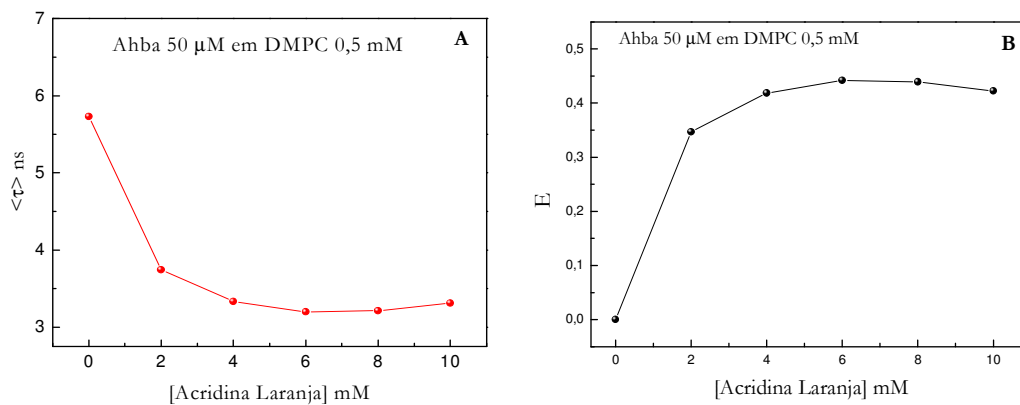 A
Ahba 50 μM em DMPC 0,5 mM
7
6
5
4
3
<τ> ns
0 2 4 6 8 10
[Acridina Laranja] mM
B
Ahba 50 μM em DMPC 0,5 mM
0,5
0,4
0,3
0,2
0,1
0,0
E
0 2 4 6 8 10
[Acridina Laranja] mM